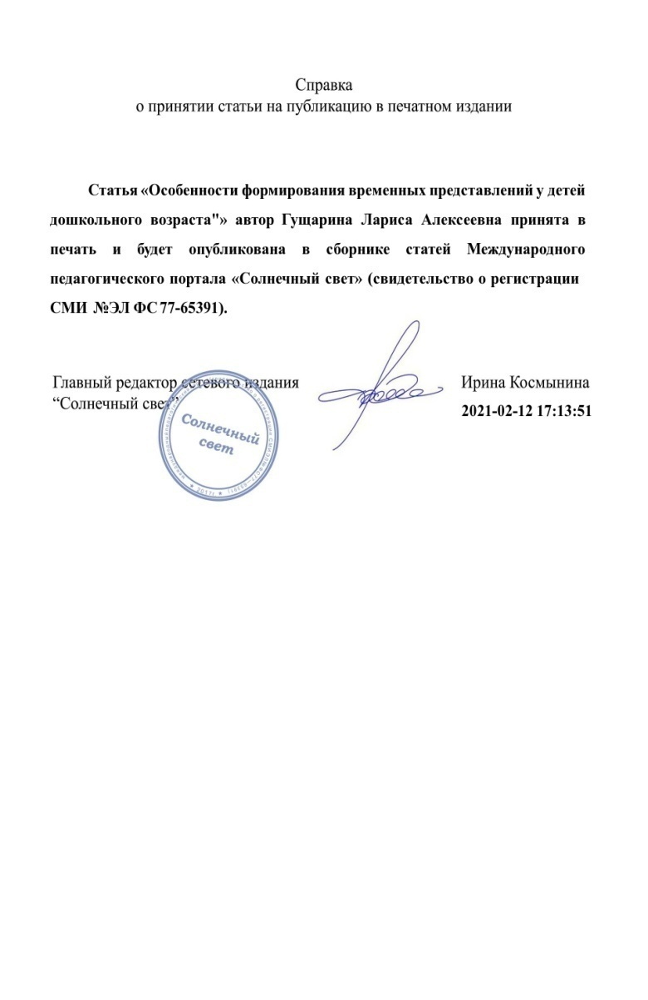 Справка
о принятии статьи на публикацию в печатном издании
Статья «Особенности формирования временных представлений у детей
дошкольного возраста"» автор Гущарина Лариса Алексеевна принята в
печать и будет опубликована в сборнике статей Международного
педагогического портала «Солнечный свет» (свидетельство о регистрации
СМИ №ЭЛ ФС 77-65391).
Главный редактор сетевого издания
“Солнечный свет”
Ирина Космынина
2021-02-12 17:13:51
Солнечный
свет